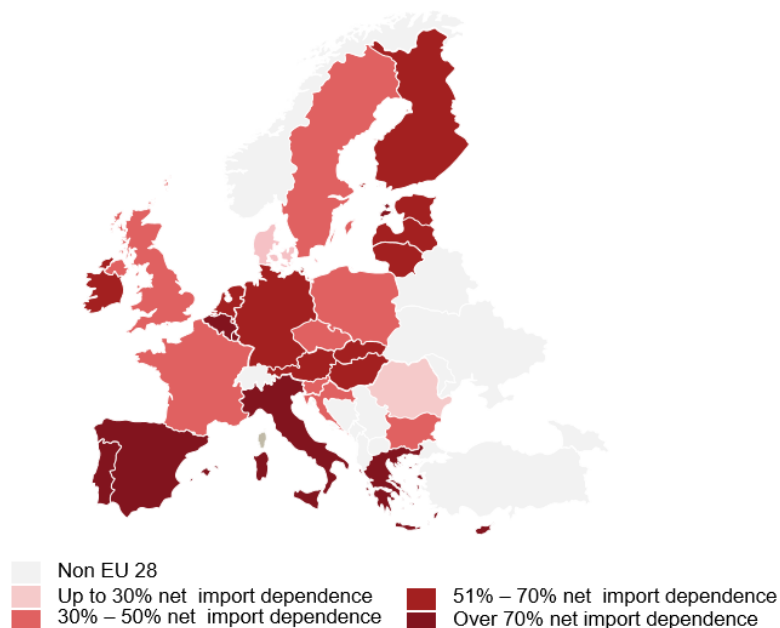 Non EU 28
Up to 30% net import dependence
30% – 50% net import dependence
51% – 70% net import dependence
Over 70% net import dependence